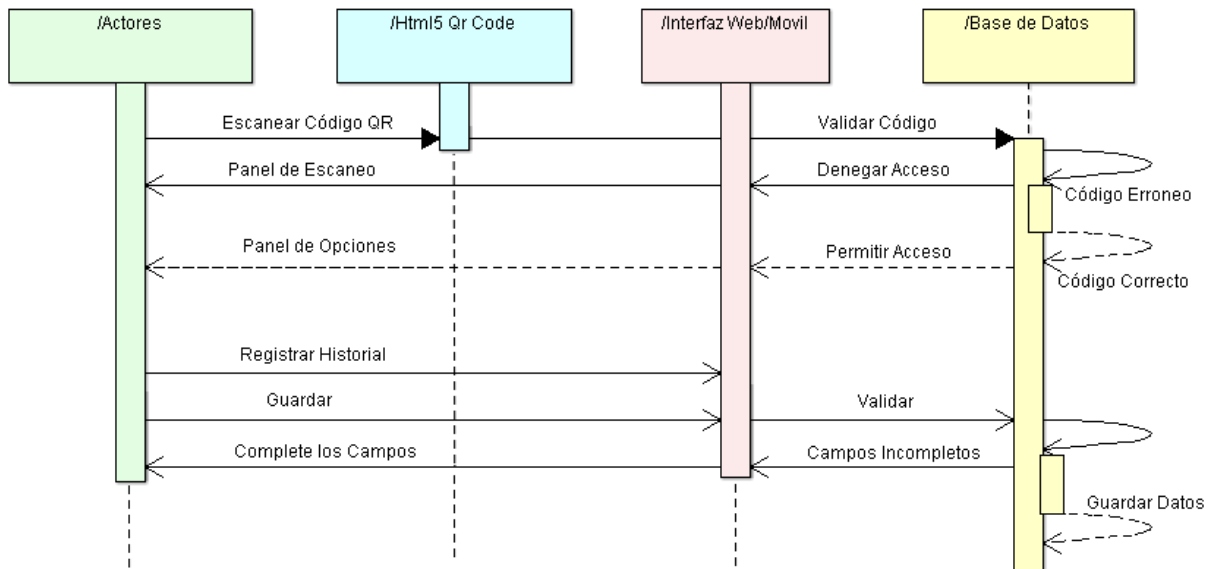 /Actores
/Html5 Qr Code
/Interfaz Web/Movil
/Base de Datos
Escanear Código QR
Validar Código
Panel de Escaneo
Denegar Acceso
Código Erroneo
Panel de Opciones
Permitir Acceso
Código Correcto
Registrar Historial
Guardar
Validar
Complete los Campos
Campos Incompletos
Guardar Datos